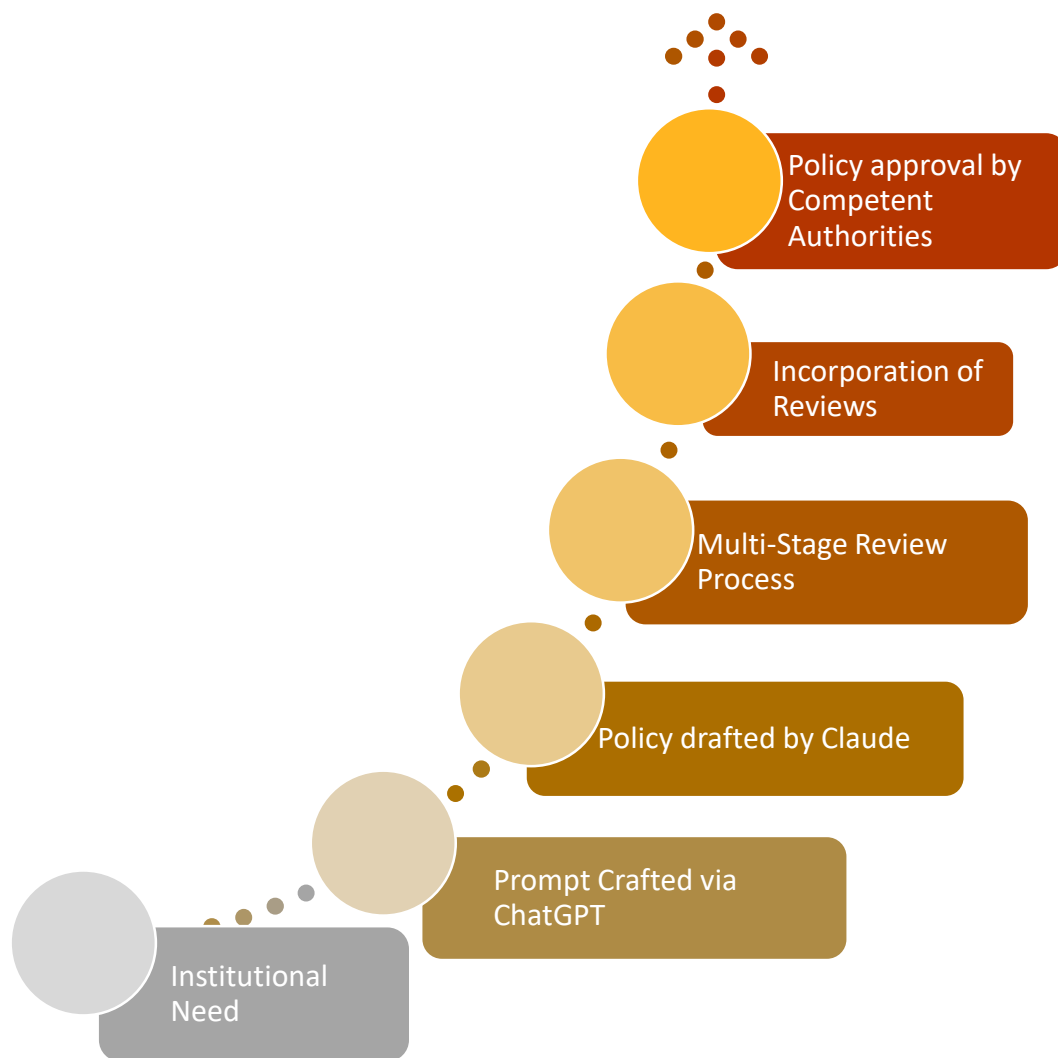 Policy approval by
Competent
Authorities
Incorporation of
Reviews
Multi-Stage Review
Process
Policy drafted by Claude
Prompt Crafted via
ChatGPT
Institutional
Need